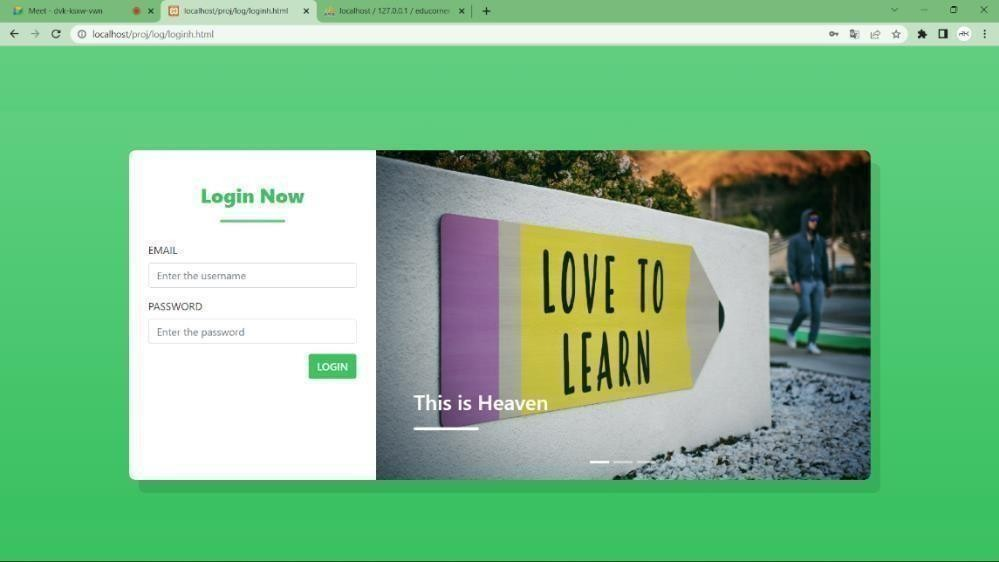 Meet - dvk-ksxw-vwn
localhost/proj/log/loginh.html
localhost / 127.0.0.1 / educorner
localhost/proj/log/loginh.html
Login Now
EMAIL
Enter the username
PASSWORD
Enter the password
LOGIN
LOVE TO
LEARN
This is Heaven